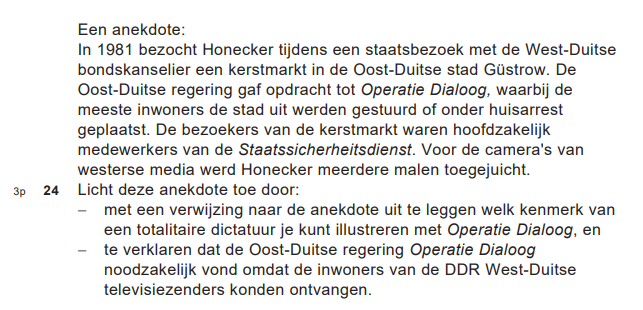 Een anekdote:
In 1981 bezocht Honecker tijdens een staatsbezoek met de West-Duitse
bondskanselier een kerstmarkt in de Oost-Duitse stad Güstrow. De
Oost-Duitse regering gaf opdracht tot Operatie Dialoog, waarbij de
meeste inwoners de stad uit werden gestuurd of onder huisarrest
geplaatst. De bezoekers van de kerstmarkt waren hoofdzakelijk
medewerkers van de Staatssicherheitsdienst. Voor de camera's van
westerse media werd Honecker meerdere malen toegejuicht.
3p 24 Licht deze anekdote toe door:
– met een verwijzing naar de anekdote uit te leggen welk kenmerk van
een totalitaire dictatuur je kunt illustreren met Operatie Dialoog, en
– te verklaren dat de Oost-Duitse regering Operatie Dialoog
noodzakelijk vond omdat de inwoners van de DDR West-Duitse
televisiezenders konden ontvangen.